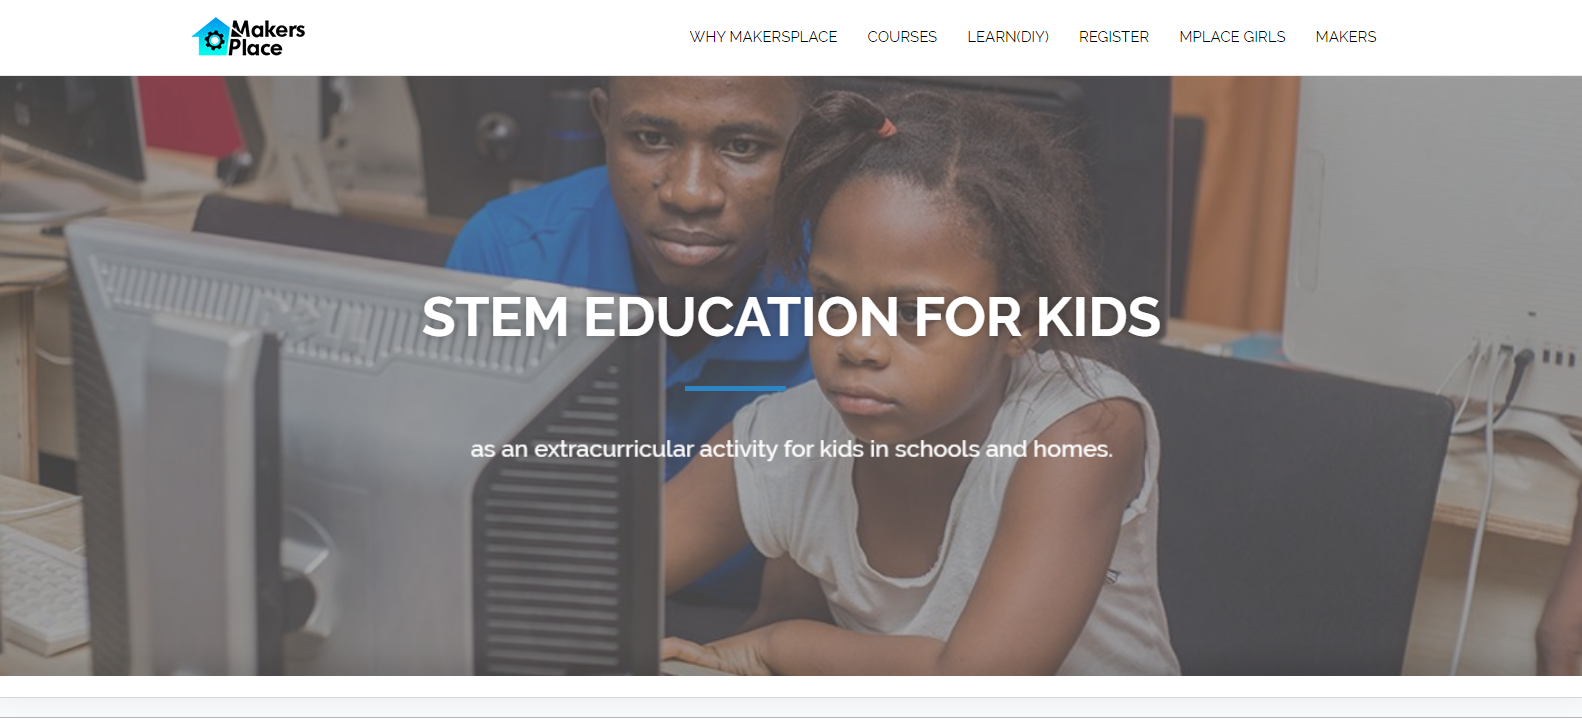 Makers
Place
WHY MAKERSPLACE
COURSES
LEARN(DIY)
REGISTER
MPLACE GIRLS
MAKERS
STEM EDUCATION FOR KIDS
as an extracurricular activity for kids in schools and homes.